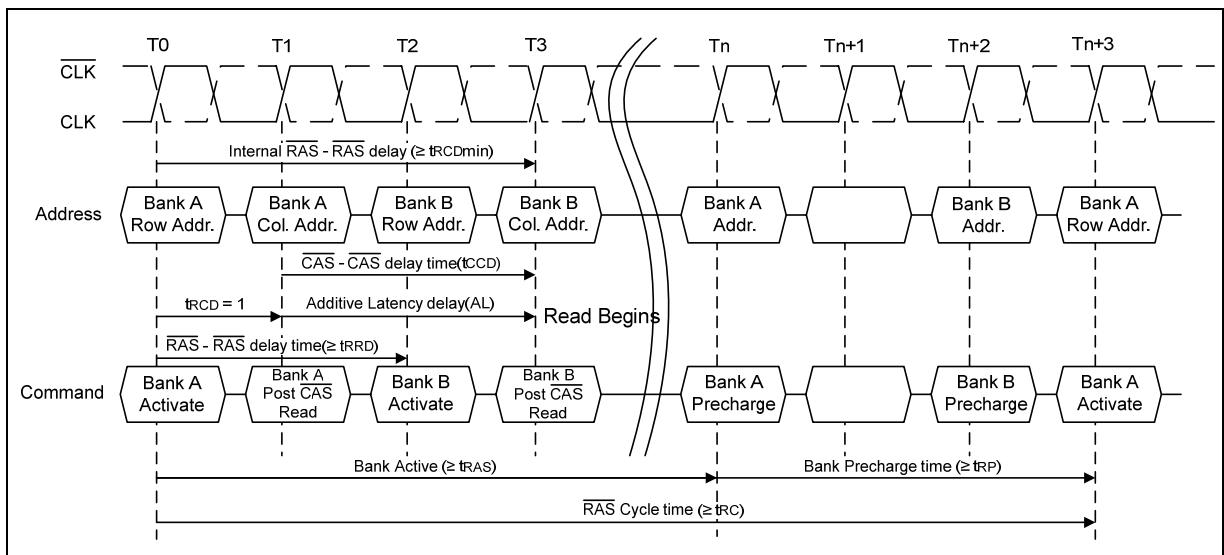 T0 T1 T2 T3 Tn Tn+1 Tn+2 Tn+3
CLK
CLK
Internal RAS - RAS delay (≥ tRCDmin)
Address
Bank A Row Addr.
Bank A Col. Addr.
Bank B Row Addr.
Bank B Col. Addr.
Bank A Addr.
Bank B Addr.
Bank A Row Addr.
CAS - CAS delay time(tCCD)
tRCD = 1
Additive Latency delay(AL)
Read Begins
RAS - RAS delay time(≥ tRRD)
Command
Bank A Activate
Bank A Post CAS Read
Bank B Activate
Bank B Post CAS Read
Bank A Precharge
Bank B Precharge
Bank A Activate
Bank Active (≥ tRAS)
Bank Precharge time (≥ tRP)
RAS Cycle time (≥ tRC)